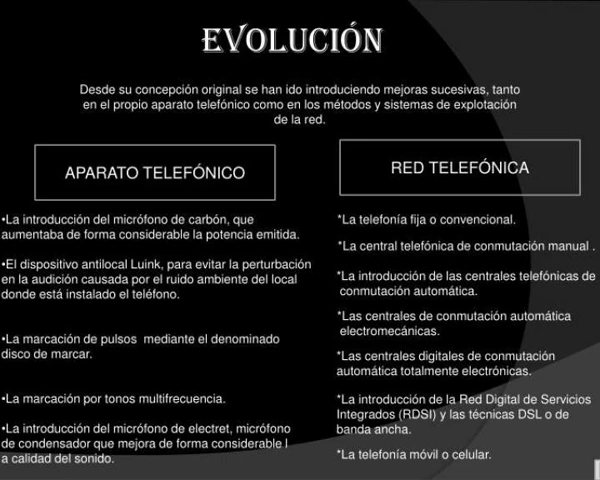 EVOLUCIÓN
Desde su concepción original se han ido introduciendo mejoras sucesivas, tanto
en el propio aparato telefónico como en los métodos y sistemas de explotación
de la red.
APARATO TELEFÓNICO
•La introducción del micrófono de carbón, que
aumentaba de forma considerable la potencia emitida.
•El dispositivo antilocal Luink, para evitar la perturbación
en la audición causada por el ruido ambiente del local
donde está instalado el teléfono.
•La marcación de pulsos mediante el denominado
disco de marcar.
•La marcación por tonos multifrecuencia.
•La introducción del micrófono de electret, micrófono
de condensador que mejora de forma considerable l
a calidad del sonido.
RED TELEFÓNICA
*La telefonía fija o convencional.
*La central telefónica de conmutación manual .
*La introducción de las centrales telefónicas de
conmutación automática.
*Las centrales de conmutación automática
electromecánicas.
*Las centrales digitales de conmutación
automática totalmente electrónicas.
*La introducción de la Red Digital de Servicios
Integrados (RDSI) y las técnicas DSL o de
banda ancha.
*La telefonía móvil o celular.